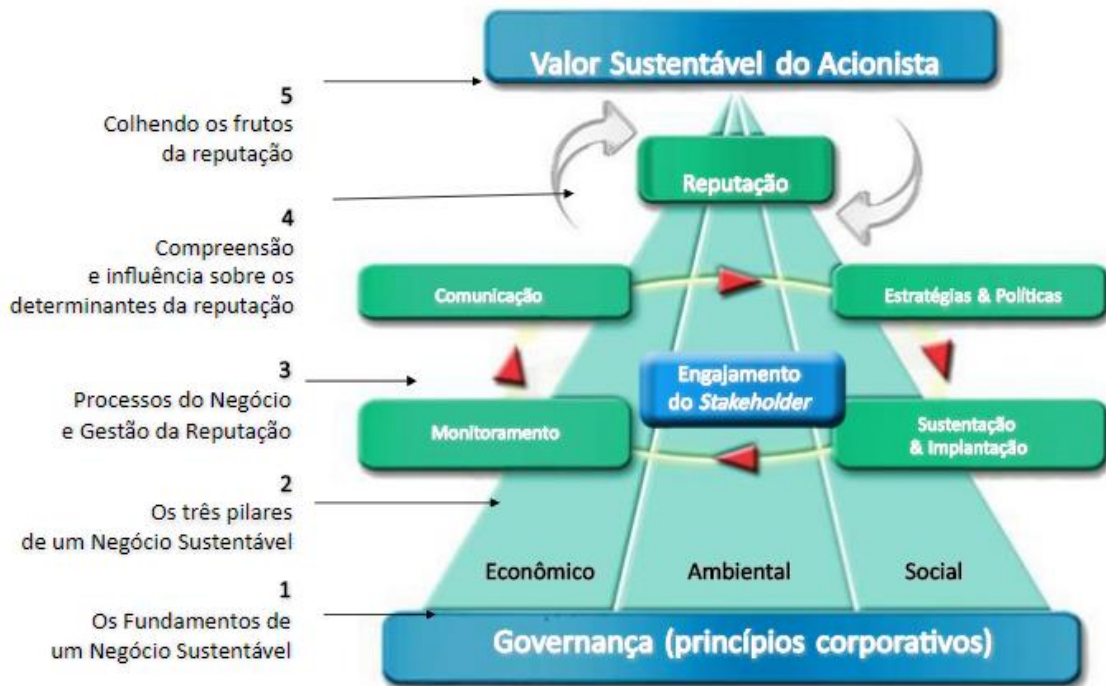 Valor Sustentável do Acionista
5
Colhendo os frutos
da reputação
Reputação
4
Compreensão
e influência sobre os
determinantes da reputação
Comunicação
Estratégias & Políticas
3
Processos do Negócio
e Gestão da Reputação
Engajamento
do Stakeholder
Monitoramento
Sustentação
& Implantação
2
Os três pilares
de um Negócio Sustentável
Econômico
Ambiental
Social
1
Os Fundamentos de
um Negócio Sustentável
Governança (princípios corporativos)